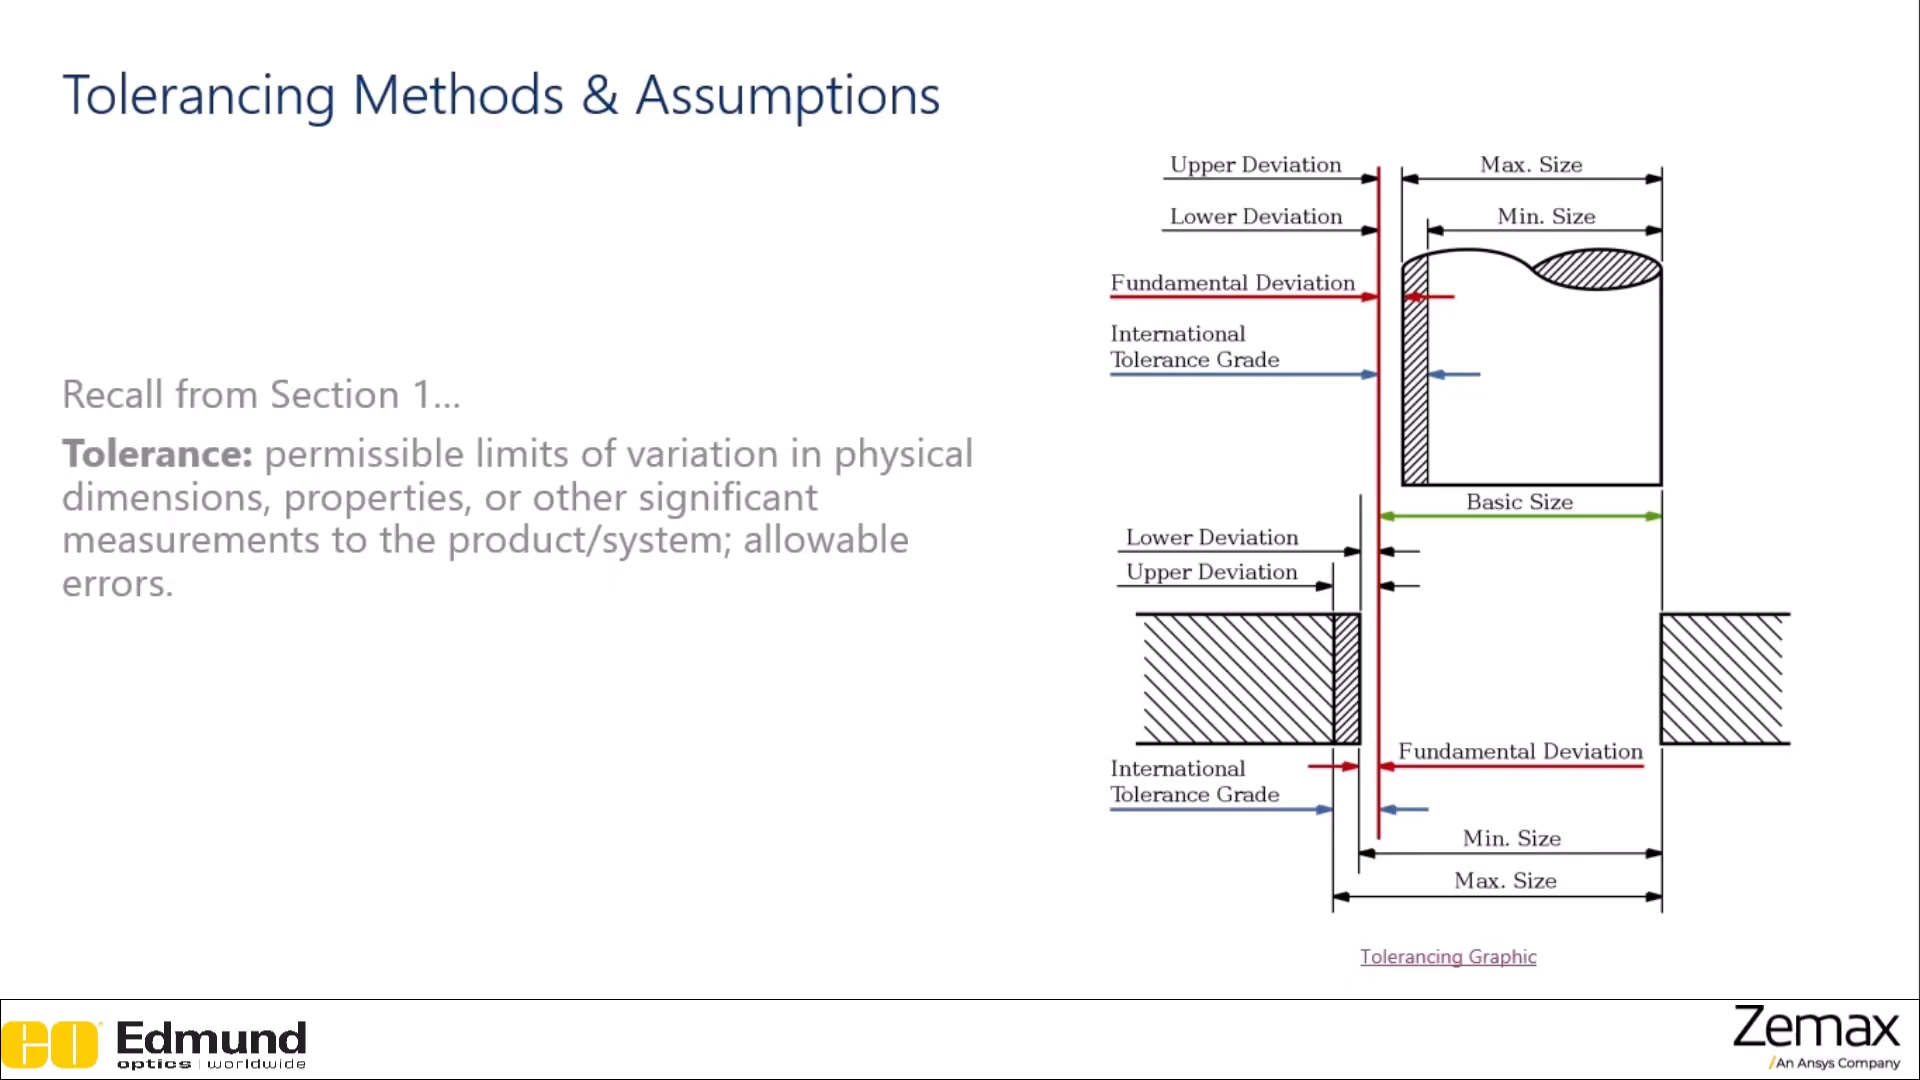 Tolerancing Methods & Assumptions
Recall from Section 1...
Tolerance: permissible limits of variation in physical
dimensions, properties, or other significant
measurements to the product/system; allowable
errors.
Upper Deviation
Max. Size
Lower Deviation
Min. Size
Fundamental Deviation
International
Tolerance Grade
Basic Size
Lower Deviation
Upper Deviation
Fundamental Deviation
International
Tolerance Grade
Min. Size
Max. Size
Tolerancing Graphic
EO
Edmund
optics | worldwide
Zemax
/An Ansys Company